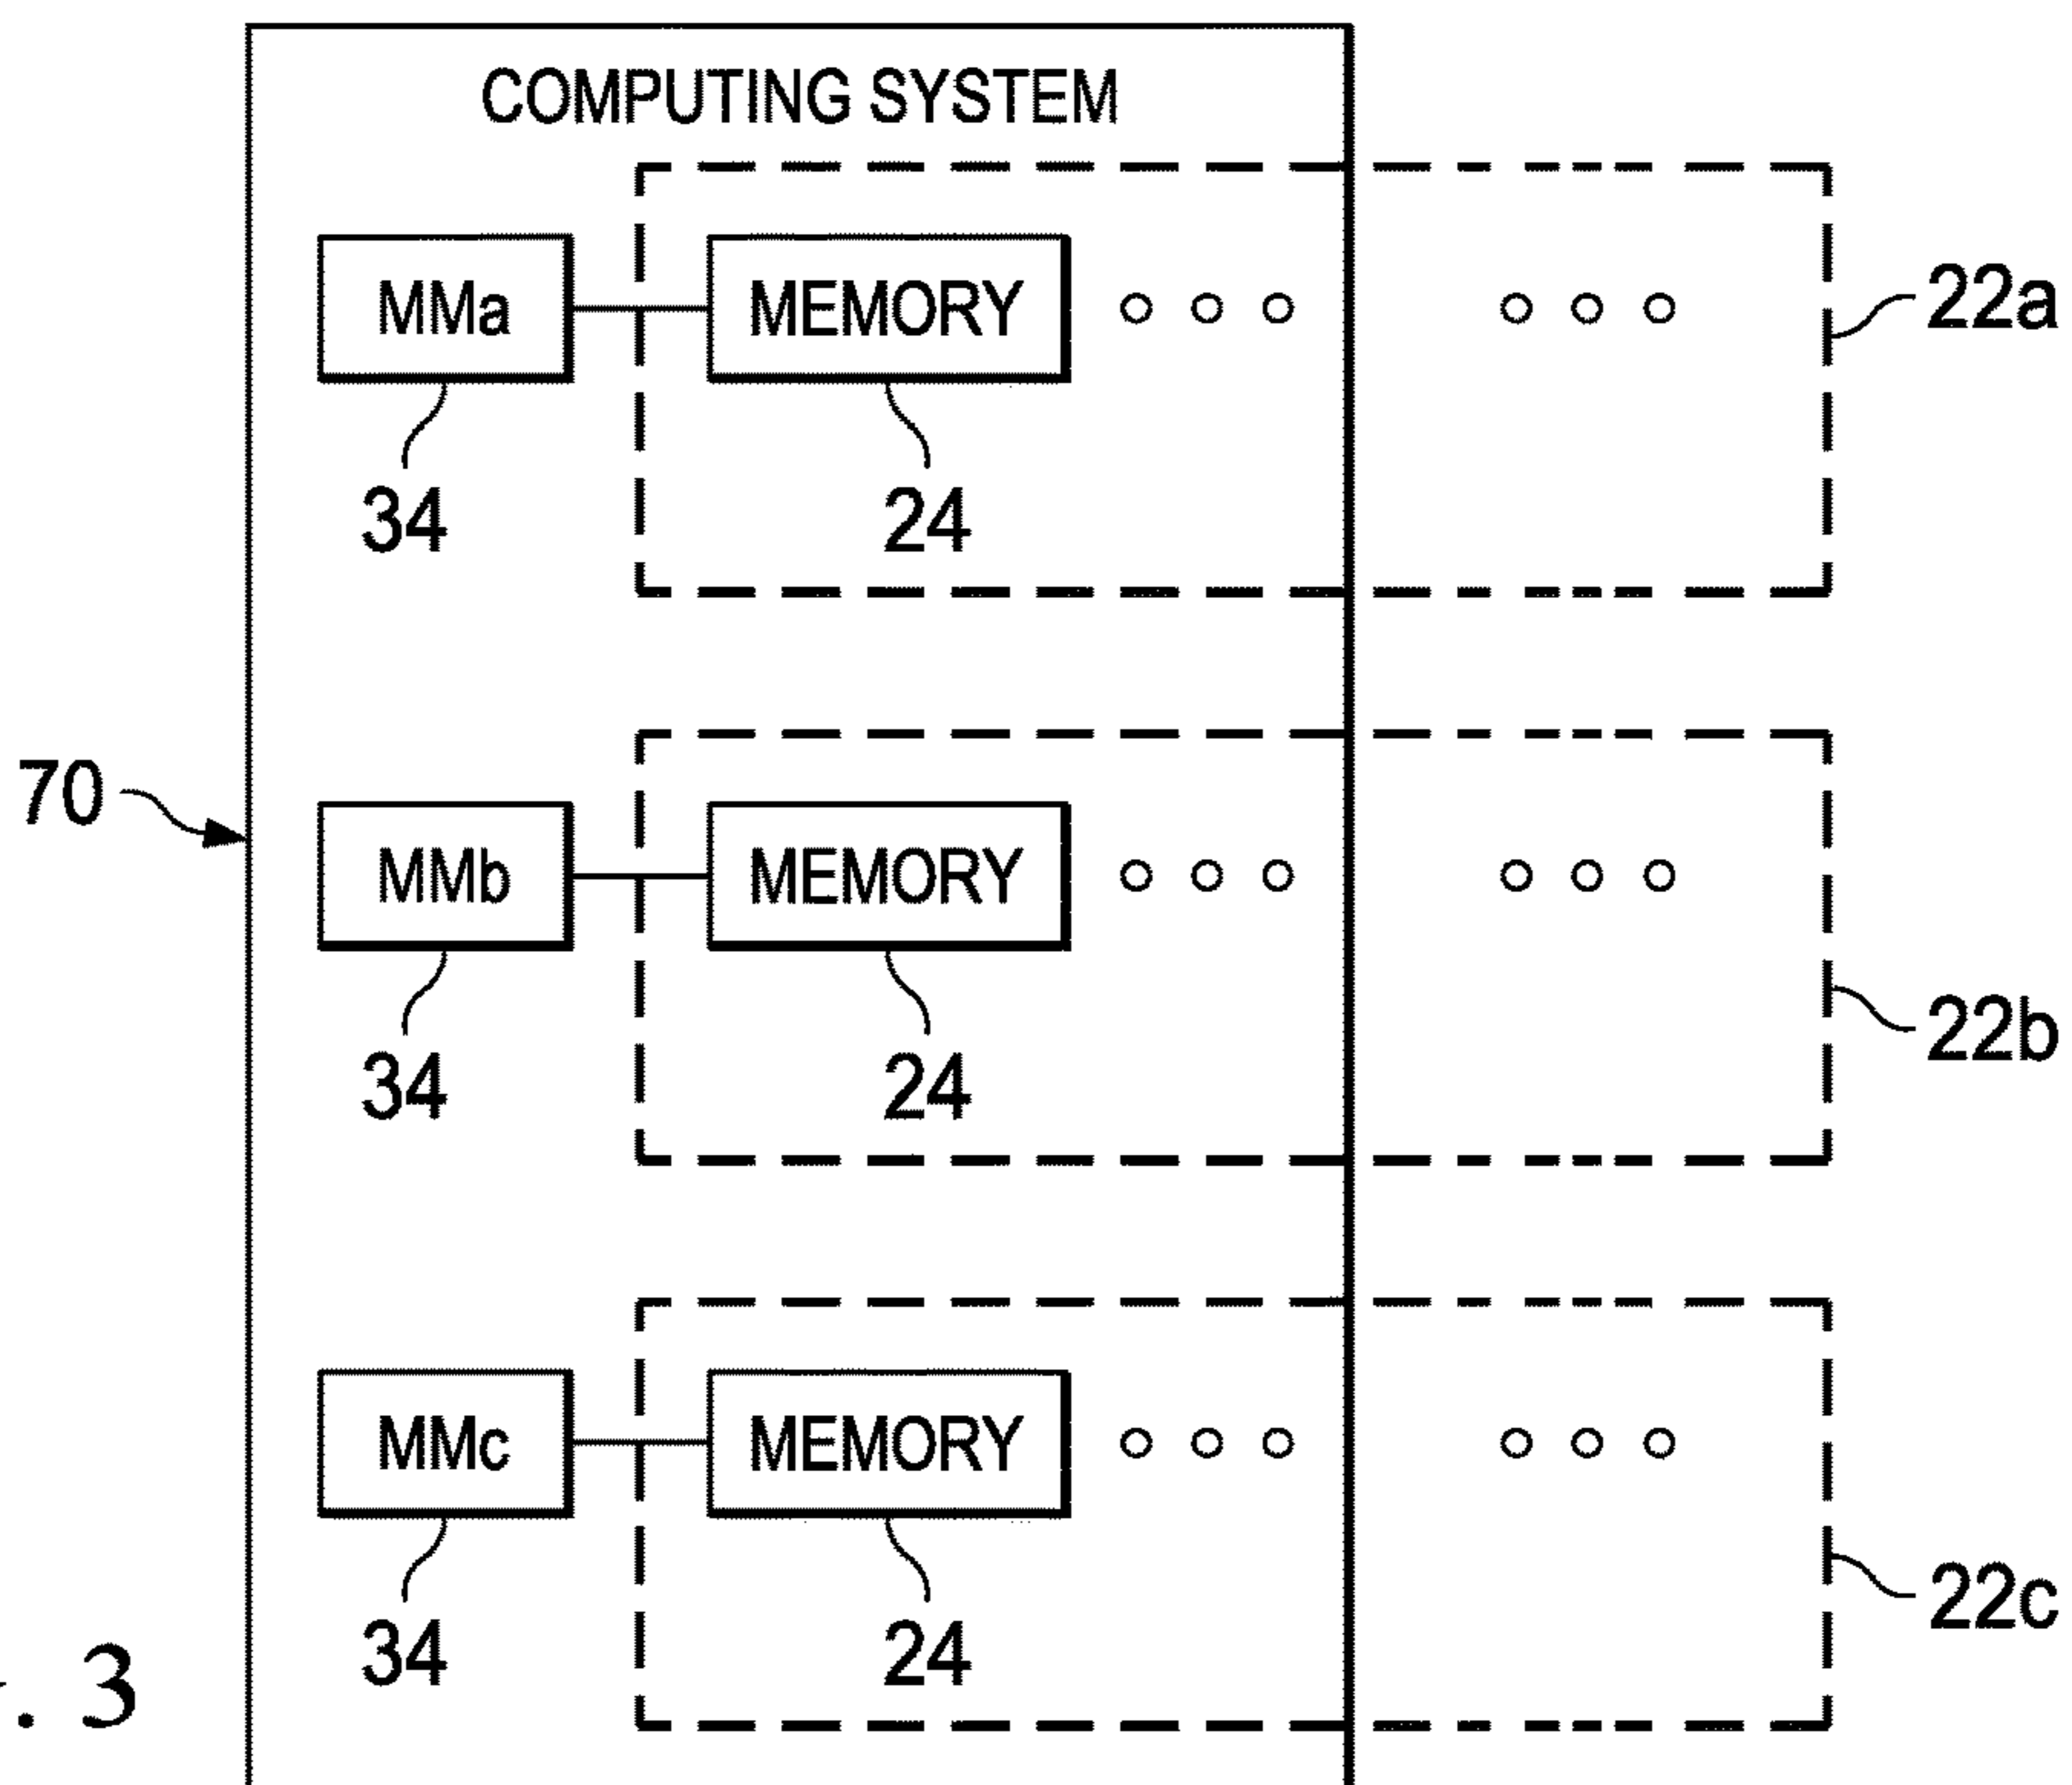 COMPUTING SYSTEM
MMa MEMORY
22a
34 24
70
MMb MEMORY
22b
34 24
MMc MEMORY
22c
34 24
. 3